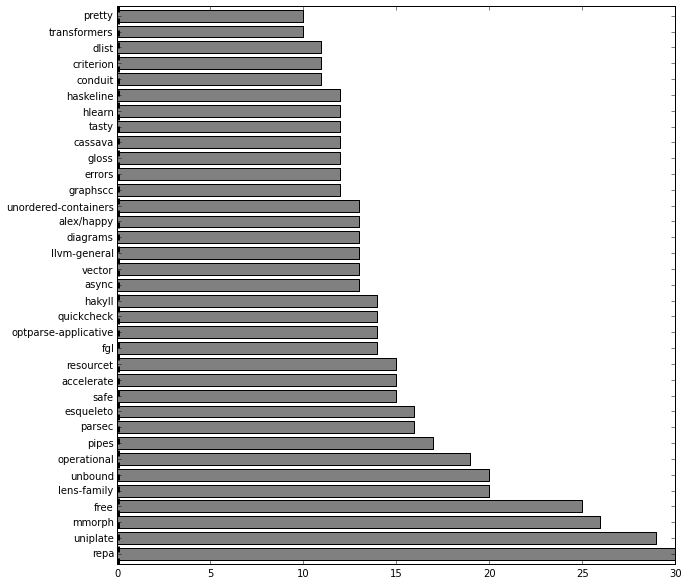 pretty
transformers
dlist
criterion
conduit
haskeline
hlearn
tasty
cassava
gloss
errors
graphscc
unordered-containers
alex/happy
diagrams
llvm-general
vector
async
hakyll
quickcheck
optparse-applicative
fgl
resourcet
accelerate
safe
esqueleto
parsec
pipes
operational
unbound
lens-family
free
mmorph
uniplate
repa
0 5 10 15 20 25 30